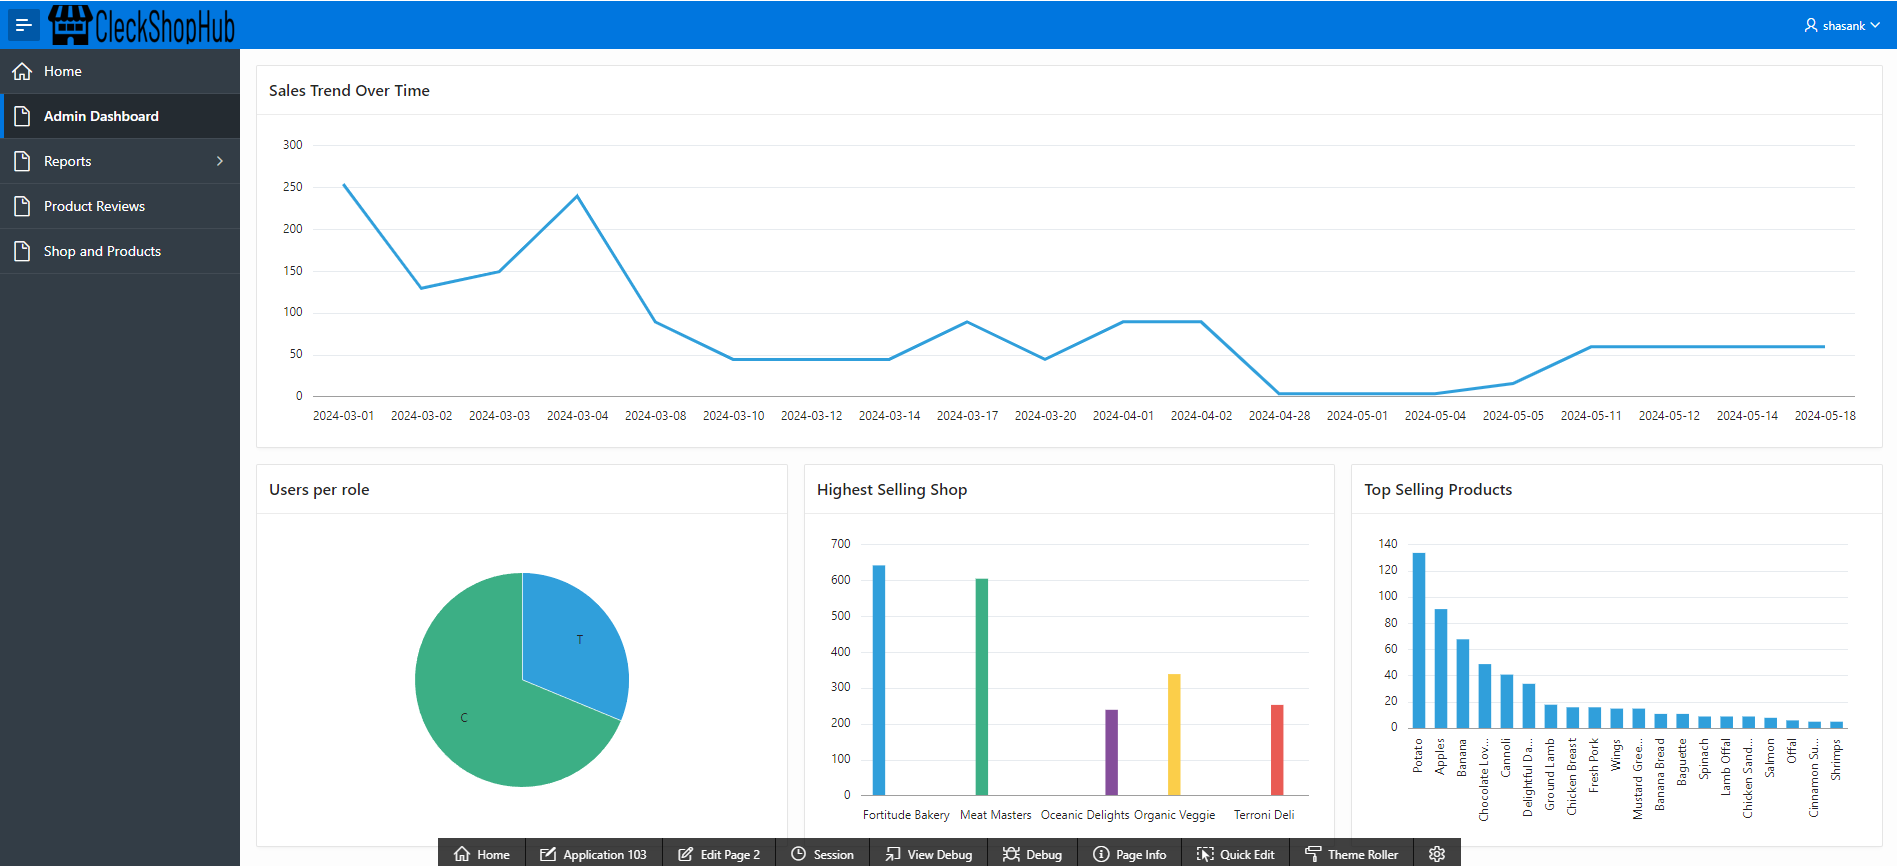 CleckShopHub
shasank
Home
Admin Dashboard
Reports
Product Reviews
Shop and Products
Sales Trend Over Time
300
250
200
150
100
50
0
2024-03-01 2024-03-02 2024-03-03 2024-03-04 2024-03-08 2024-03-10 2024-03-12 2024-03-14 2024-03-17 2024-03-20 2024-04-01 2024-04-02 2024-04-28 2024-05-01 2024-05-04 2024-05-05 2024-05-11 2024-05-12 2024-05-14 2024-05-18
Users per role
T
C
Highest Selling Shop
700
600
500
400
300
200
100
0
Fortitude Bakery Meat Masters Oceanic Delights Organic Veggie Terroni Deli
Top Selling Products
140
120
100
80
60
40
20
0
Potato
Apples
Banana
Chocolate Lov...
Cannoli
Delightful Da...
Ground Lamb
Chicken Breast
Fresh Pork
Wings
Mustard Gree...
Banana Bread
Baguette
Spinach
Lamb Offal
Chicken Sand...
Salmon
Offal
Cinnamon Su...
Shrimps
Home Application 103 Edit Page 2 Session View Debug Debug Page Info Quick Edit Theme Roller